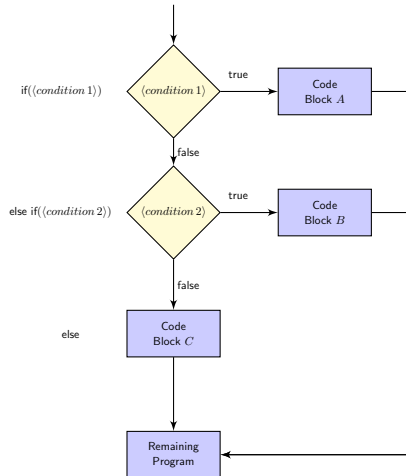 true
if(⟨condition 1⟩)
⟨condition 1⟩
Code
Block A
false
true
else if(⟨condition 2⟩)
⟨condition 2⟩
Code
Block B
false
else
Code
Block C
Remaining
Program